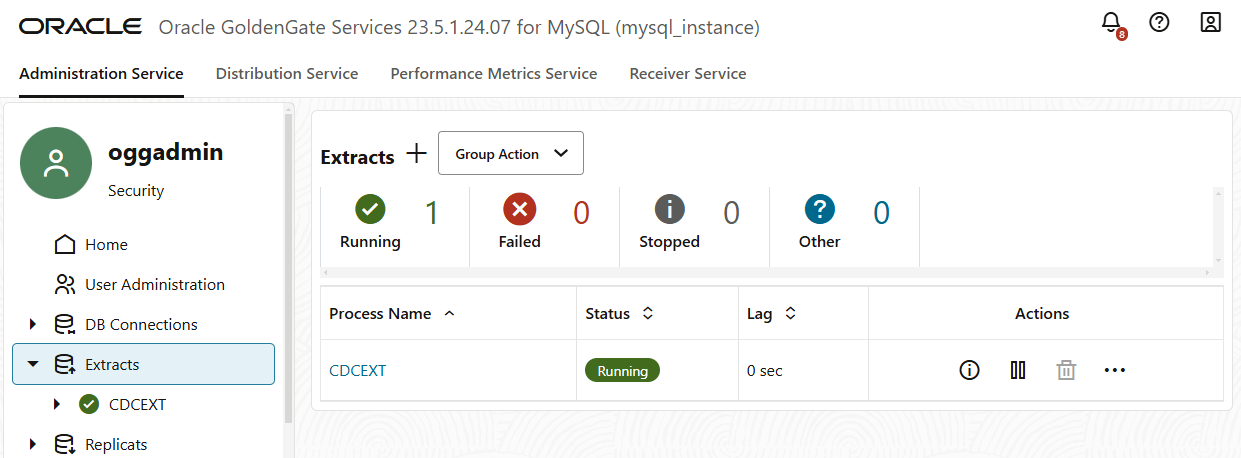 ORACLE Oracle GoldenGate Services 23.5.1.24.07 for MySQL (mysql_instance)
8
Administration Service Distribution Service Performance Metrics Service Receiver Service
oggadmin
Security
Home
User Administration
DB Connections
Extracts
CDCEXT
Replicats
Extracts Group Action
1 0 0 0
Running Failed Stopped Other
Process Name Status Lag Actions
CDCEXT Running 0 sec